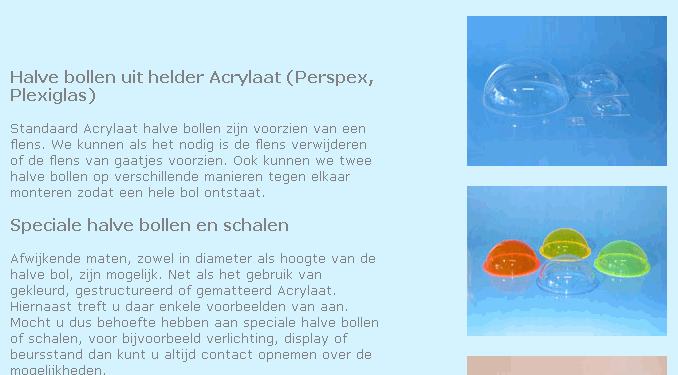 Halve bollen uit helder Acrylaat (Perspex,
Plexiglas)
Standaard Acrylaat halve bollen zijn voorzien van een
flens. We kunnen als het nodig is de flens verwijderen
of de flens van gaatjes voorzien. Ook kunnen we twee
halve bollen op verschillende manieren tegen elkaar
monteren zodat een hele bol ontstaat.
Speciale halve bollen en schalen
Afwijkende maten, zowel in diameter als hoogte van de
halve bol, zijn mogelijk. Net als het gebruik van
gekleurd, gestructureerd of gematteerd Acrylaat.
Hiernaast treft u daar enkele voorbeelden van aan.
Mocht u dus behoefte hebben aan speciale halve bollen
of schalen, voor bijvoorbeeld verlichting, display of
beursstand dan kunt u altijd contact opnemen over de
mogelijkheden.